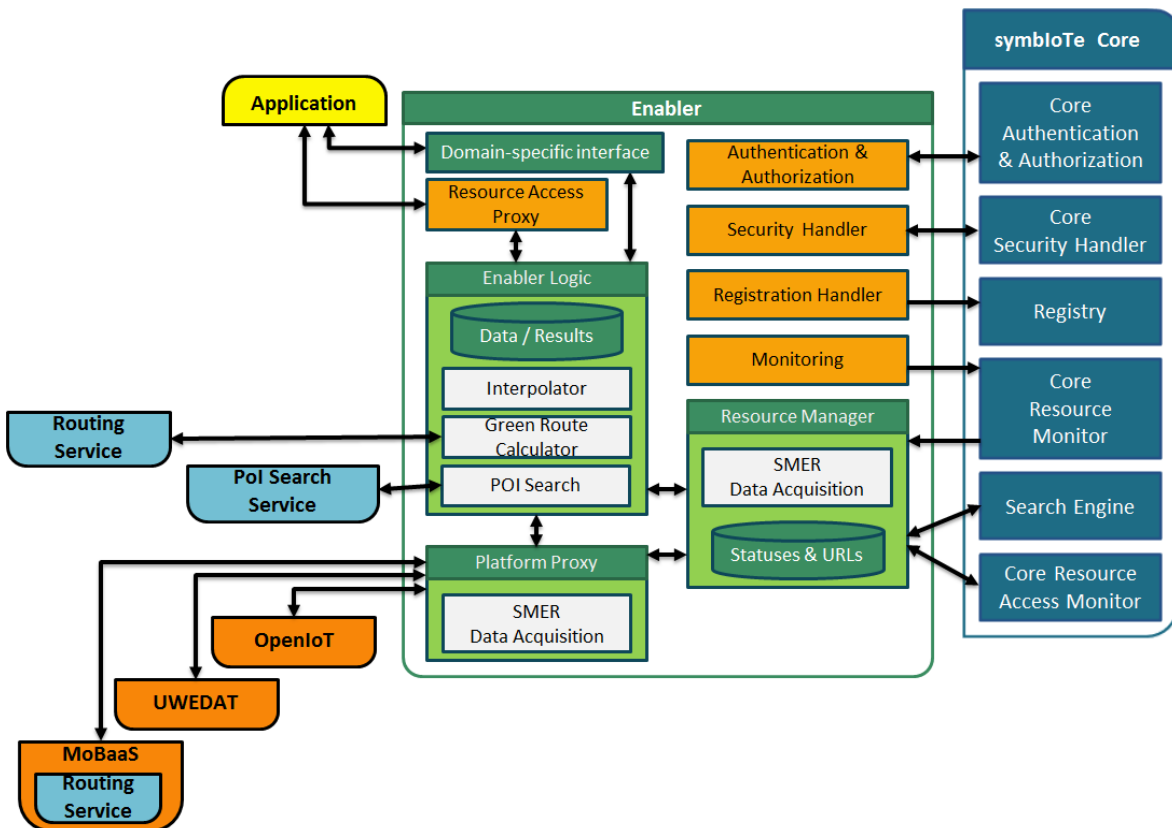 symbIoTe Core
Application
Enabler
Core
Authentication
& Authorization
Domain-specific interface
Authentication &
Authorization
Resource Access
Proxy
Security Handler
Core
Security Handler
Enabler Logic
Data / Results
Registration Handler
Registry
Interpolator
Monitoring
Core
Resource
Monitor
Routing
Service
Green Route
Calculator
Resource Manager
PoI Search
Service
POI Search
SMER
Data Acquisition
Search Engine
Statuses & URLs
Platform Proxy
Core Resource
Access Monitor
SMER
Data Acquisition
OpenIoT
UWEDAT
MoBaaS
Routing
Service